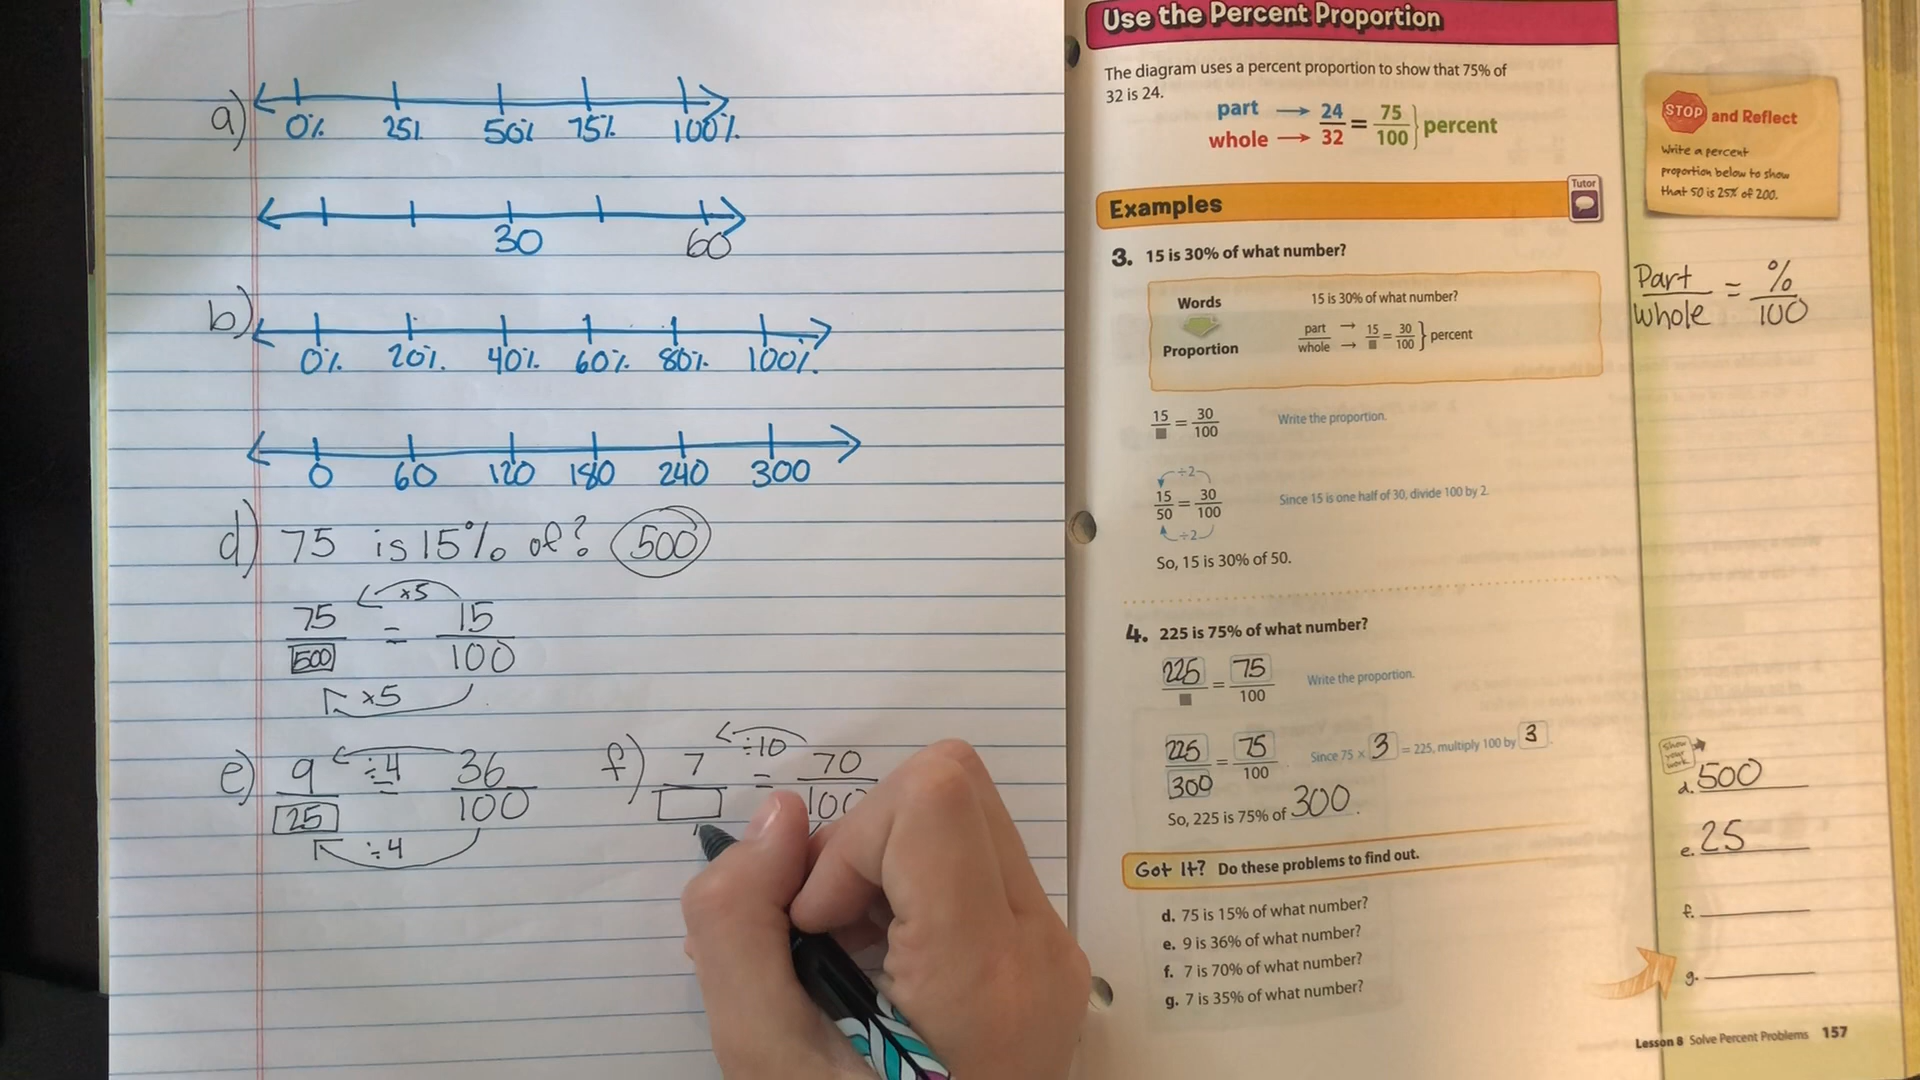 a)
0% 25% 50% 75% 100%
30 60
b)
0% 20% 40% 60% 80% 100%
0 60 120 180 240 300
d) 75 is 15% of? 500
x5
75/500 = 15/100
x5
e) 9/25 = 36/100
÷4
÷4
f) 7/□ = 70/100
÷10
Use the Percent Proportion
The diagram uses a percent proportion to show that 75% of
32 is 24.
part → 24/32 = 75/100 } percent
whole →
Examples
Tutor
3. 15 is 30% of what number?
Words 15 is 30% of what number?
Proportion part/whole → 15/■ = 30/100 } percent
15/■ = 30/100 Write the proportion.
÷2
15/50 = 30/100 Since 15 is one half of 30, divide 100 by 2.
÷2
So, 15 is 30% of 50.
4. 225 is 75% of what number?
225/■ = 75/100 Write the proportion.
225/300 = 75/100 Since 75 × 3 = 225, multiply 100 by 3.
So, 225 is 75% of 300.
Got It? Do these problems to find out.
d. 75 is 15% of what number?
e. 9 is 36% of what number?
f. 7 is 70% of what number?
g. 7 is 35% of what number?
STOP and Reflect
Write a percent
proportion below to show
that 50 is 25% of 200.
Part/Whole = %/100
Show
your
work.
d. 500
e. 25
f.
g.
Lesson 8 Solve Percent Problems 157